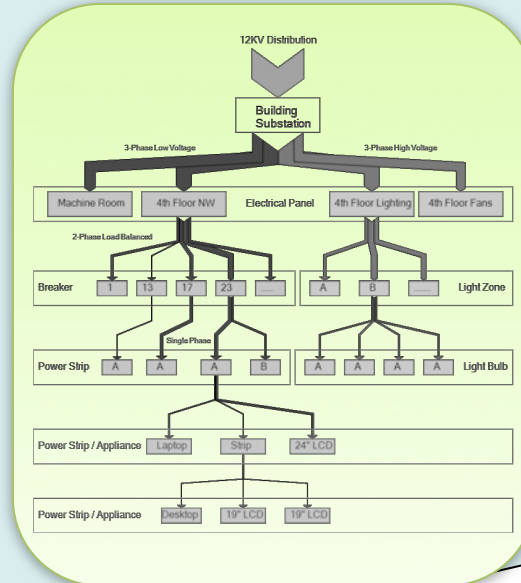 12KV Distribution
Building
Substation
3-Phase Low Voltage
3-Phase High Voltage
Machine Room
4th Floor NW
Electrical Panel
4th Floor Lighting
4th Floor Fans
2-Phase Load Balanced
Breaker
1
13
17
23
.....
A
B
.......
Light Zone
Single Phase
Power Strip
A
A
A
B
A
A
A
A
Light Bulb
Power Strip / Appliance
Laptop
Strip
24" LCD
Power Strip / Appliance
Desktop
19" LCD
19" LCD